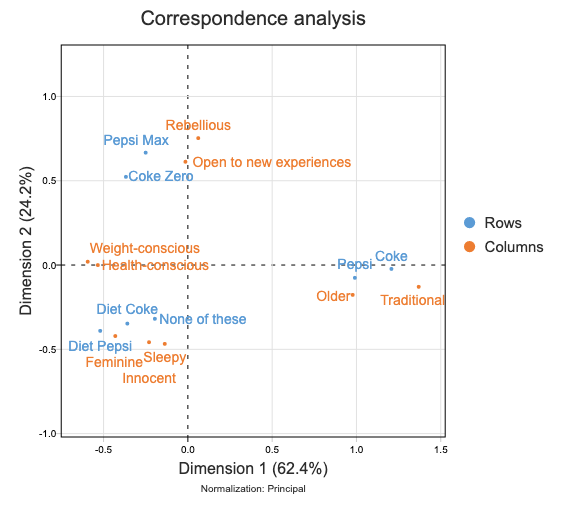 Correspondence analysis
1.0
Rebellious
Pepsi Max
Open to new experiences
0.5
Coke Zero
Rows
Columns
Weight-conscious
Health-conscious
Coke
Pepsi
0.0
Older
Traditional
Diet Coke
None of these
Diet Pepsi
-0.5
Sleepy
Feminine
Innocent
-1.0
-0.5
0.0
0.5
1.0
1.5
Dimension 2 (24.2%)
Dimension 1 (62.4%)
Normalization: Principal